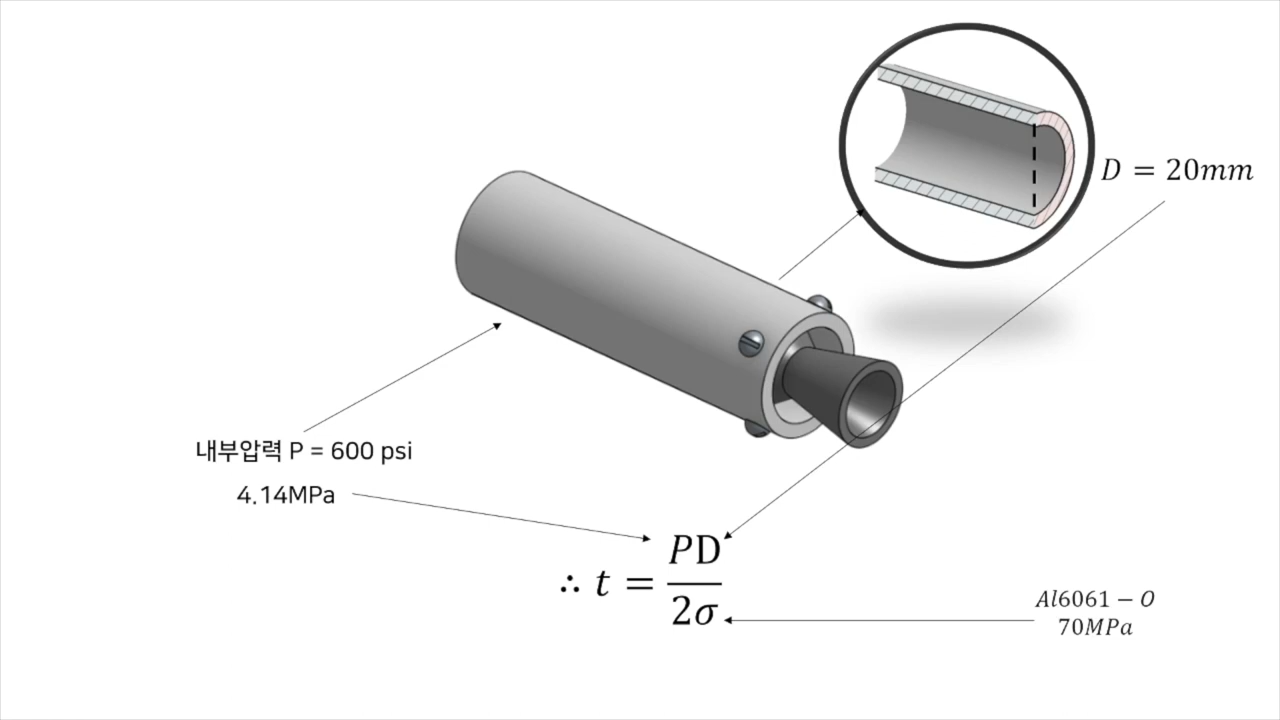 D = 20mm
내부압력 P = 600 psi
4.14MPa
∴ t = PD/2σ
Al6061 − O
70MPa